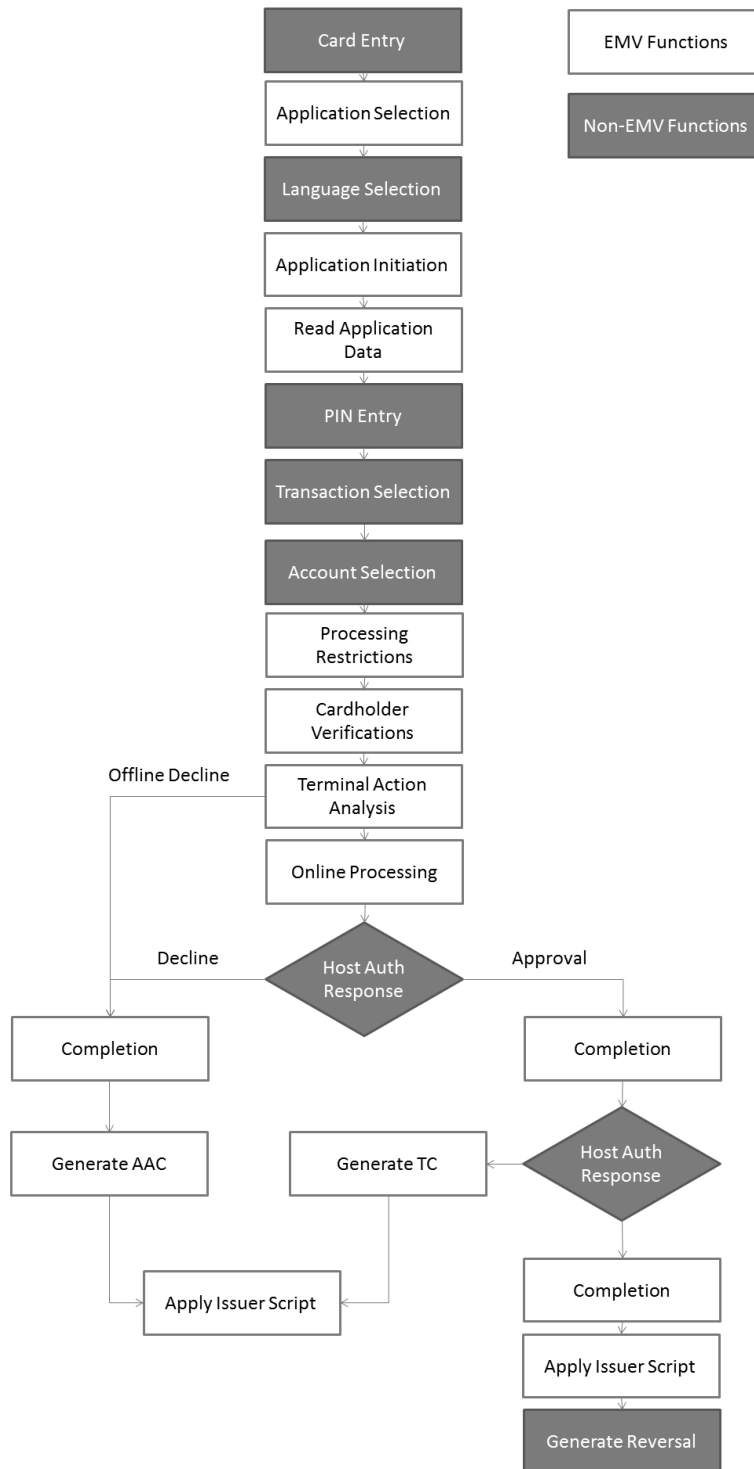 Card Entry
EMV Functions
Application Selection
Non-EMV Functions
Language Selection
Application Initiation
Read Application
Data
PIN Entry
Transaction Selection
Account Selection
Processing
Restrictions
Cardholder
Verifications
Offline Decline
Terminal Action
Analysis
Online Processing
Decline
Host Auth
Response
Approval
Completion
Completion
Generate AAC
Generate TC
Host Auth
Response
Apply Issuer Script
Completion
Apply Issuer Script
Generate Reversal